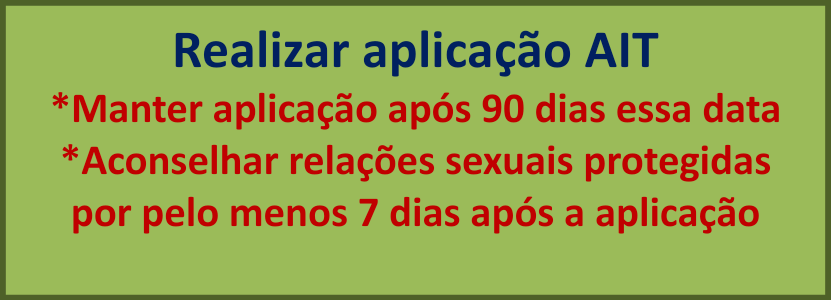 Realizar aplicação AIT
*Manter aplicação após 90 dias essa data
*Aconselhar relações sexuais protegidas
por pelo menos 7 dias após a aplicação